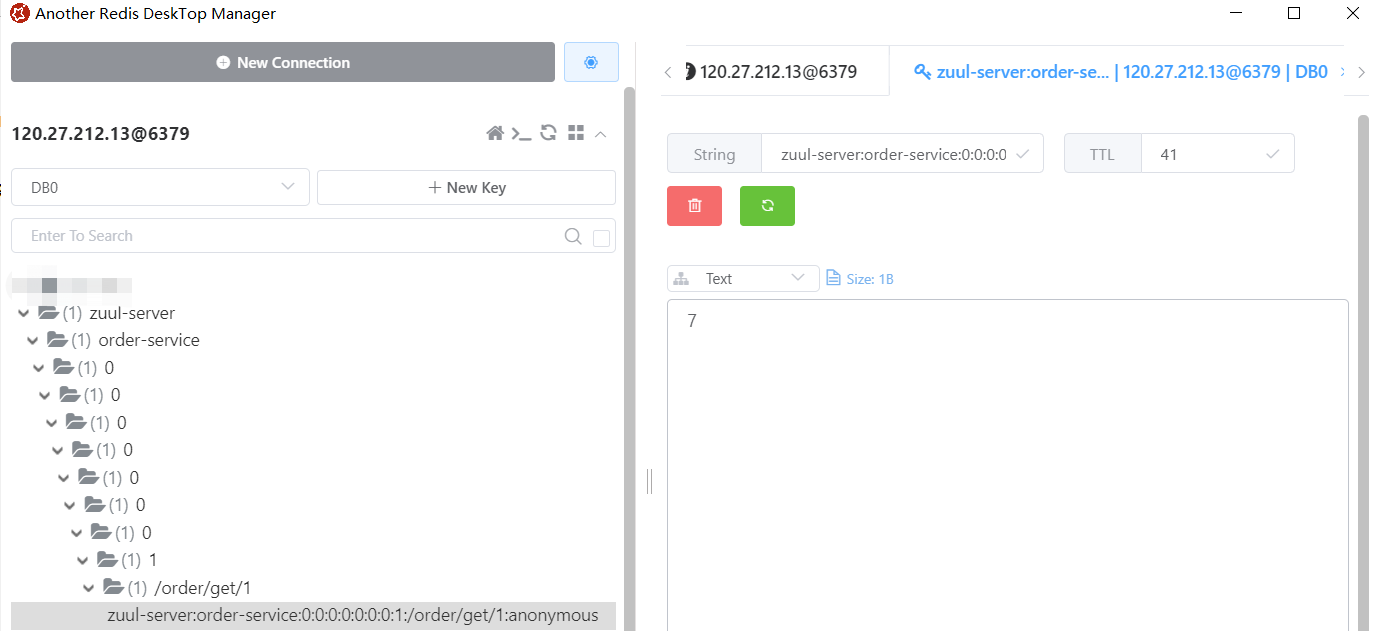 Another Redis DeskTop Manager
New Connection
120.27.212.13@6379
DB0
New Key
Enter To Search
(1) zuul-server
(1) order-service
(1) 0
(1) 0
(1) 0
(1) 0
(1) 0
(1) 0
(1) 0
(1) 1
(1) /order/get/1
zuul-server:order-service:0:0:0:0:0:0:0:1:/order/get/1:anonymous
120.27.212.13@6379
zuul-server:order-se... | 120.27.212.13@6379 | DB0
String
zuul-server:order-service:0:0:0:0
TTL
41
Text
Size: 1B
7